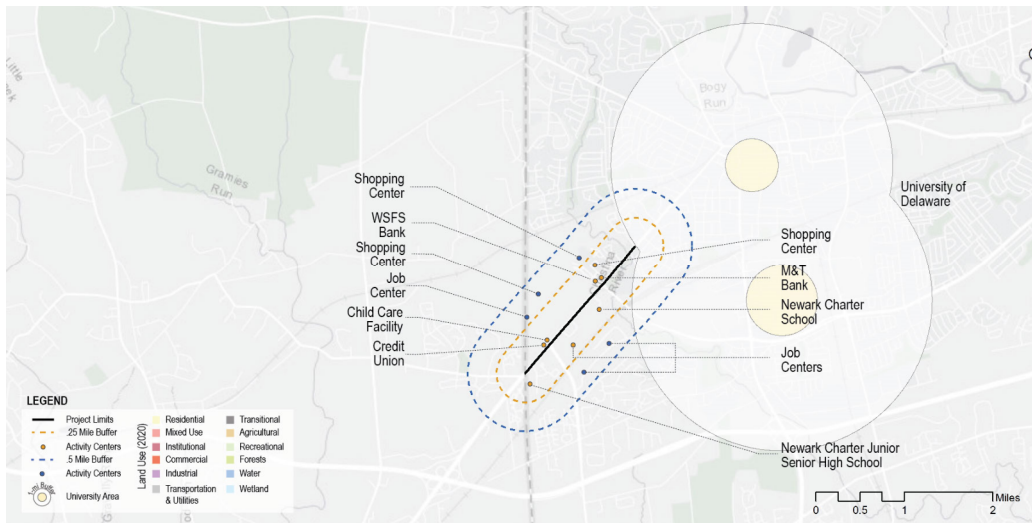 Little
Gramies
Run
Bogy
Run
Shopping
Center
WSFS
Bank
Shopping
Center
Job
Center
Child Care
Facility
Credit
Union
University of
Delaware
Shopping
Center
M&T
Bank
Newark Charter
School
Job
Centers
Newark Charter Junior
Senior High School
Christina
River
LEGEND
Project Limits
.25 Mile Buffer
Activity Centers
.5 Mile Buffer
Activity Centers
University Area
Land Use (2020)
Residential
Mixed Use
Institutional
Commercial
Industrial
Transportation
& Utilities
Transitional
Agricultural
Recreational
Forests
Water
Wetland
Miles
0 0.5 1 2